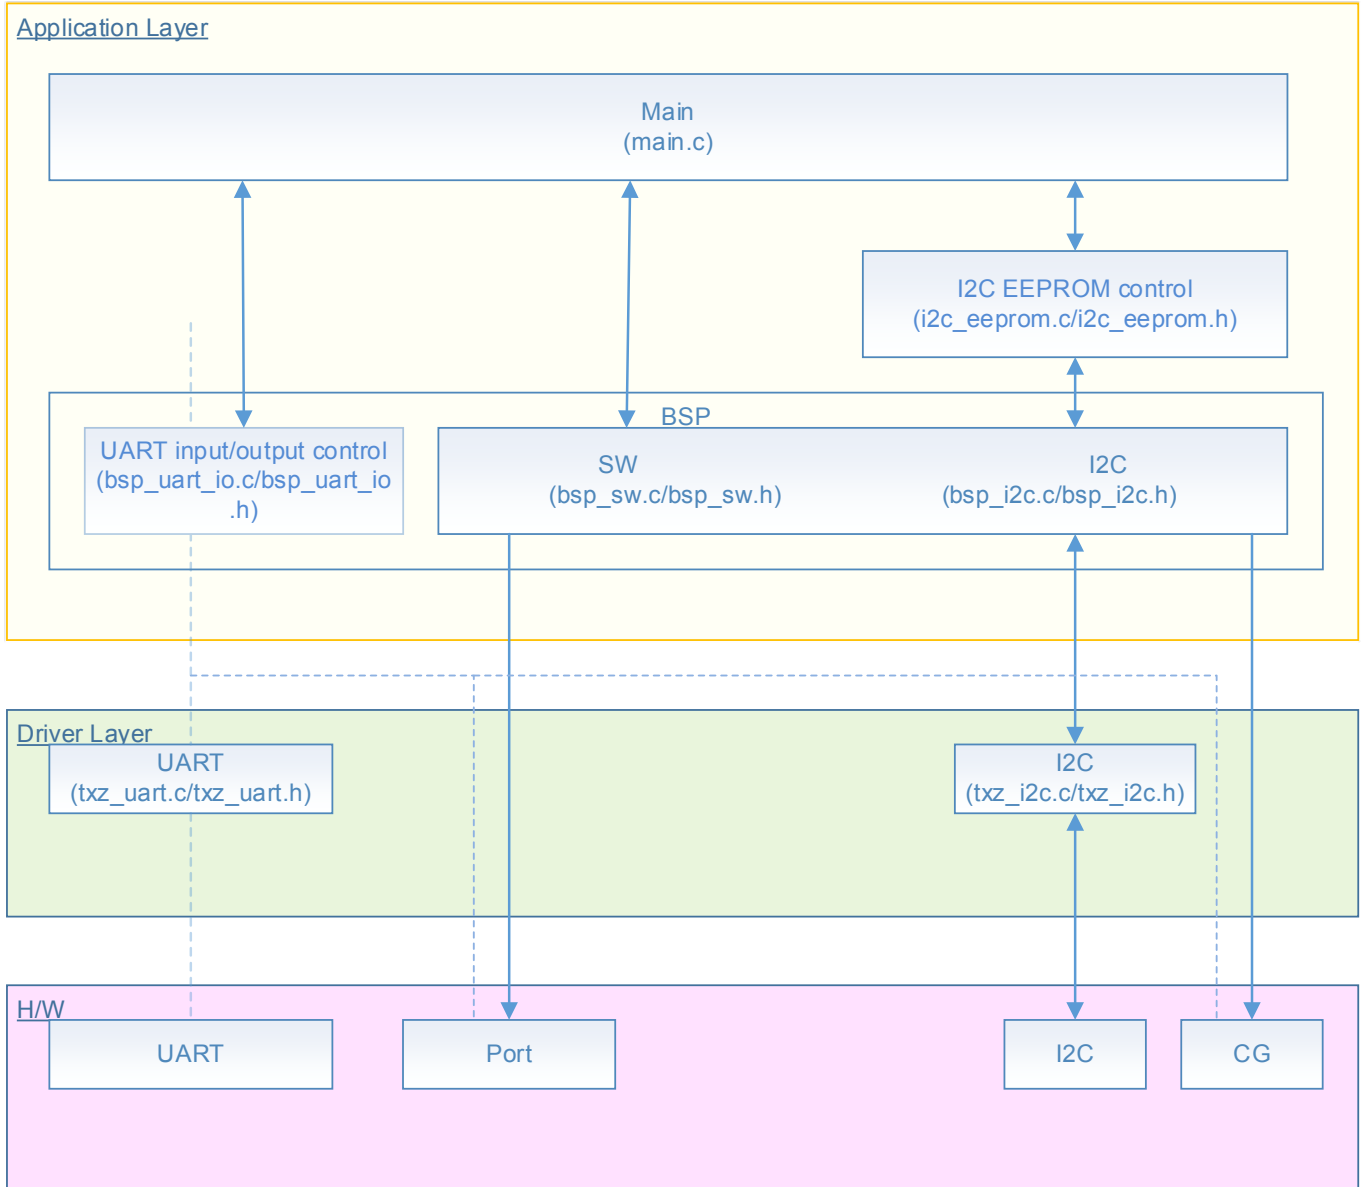 Application Layer
Main
(main.c)
I2C EEPROM control
(i2c_eeprom.c/i2c_eeprom.h)
BSP
UART input/output control
(bsp_uart_io.c/bsp_uart_io
.h)
SW
(bsp_sw.c/bsp_sw.h)
I2C
(bsp_i2c.c/bsp_i2c.h)
Driver Layer
UART
(txz_uart.c/txz_uart.h)
I2C
(txz_i2c.c/txz_i2c.h)
H/W
UART
Port
I2C
CG